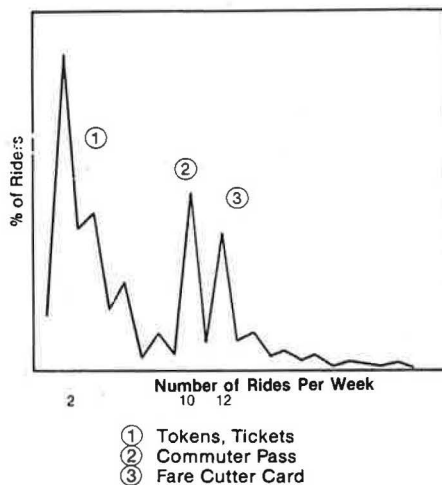 ①
②
③
% of Riders
Number of Rides Per Week
2 10 12
① Tokens, Tickets
② Commuter Pass
③ Fare Cutter Card